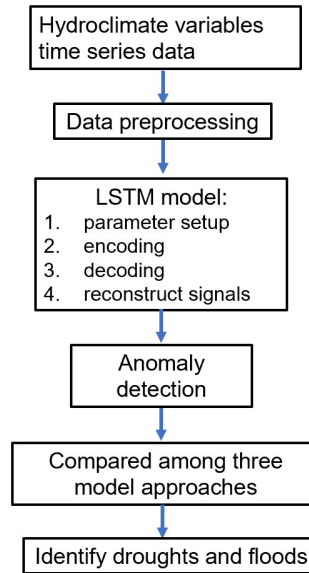 Hydroclimate variables
time series data
Data preprocessing
LSTM model:
1. parameter setup
2. encoding
3. decoding
4. reconstruct signals
Anomaly
detection
Compared among three
model approaches
Identify droughts and floods